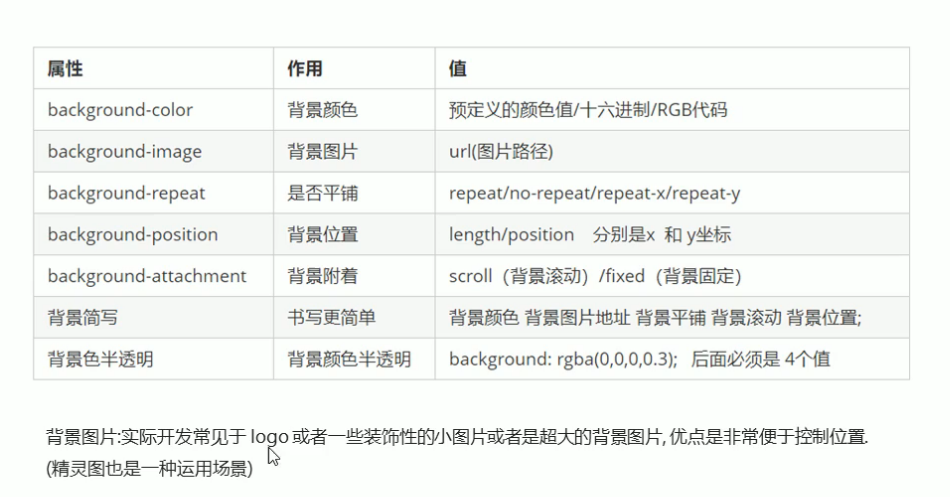 属性 作用 值
background-color 背景颜色 预定义的颜色值/十六进制/RGB代码
background-image 背景图片 url(图片路径)
background-repeat 是否平铺 repeat/no-repeat/repeat-x/repeat-y
background-position 背景位置 length/position 分别是x 和 y坐标
background-attachment 背景附着 scroll（背景滚动）/fixed（背景固定）
背景简写 书写更简单 背景颜色 背景图片地址 背景平铺 背景滚动 背景位置;
背景色半透明 背景颜色半透明 background: rgba(0,0,0,0.3); 后面必须是 4个值
背景图片:实际开发常见于 logo 或者一些装饰性的小图片或者是超大的背景图片, 优点是非常便于控制位置.
(精灵图也是一种运用场景)